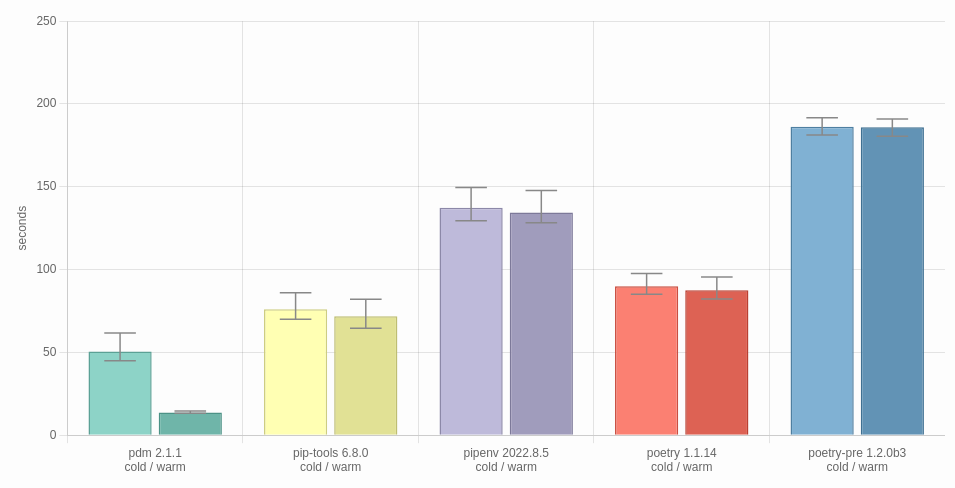 250
200
150
100
50
0
seconds
pdm 2.1.1
cold / warm
pip-tools 6.8.0
cold / warm
pipenv 2022.8.5
cold / warm
poetry 1.1.14
cold / warm
poetry-pre 1.2.0b3
cold / warm